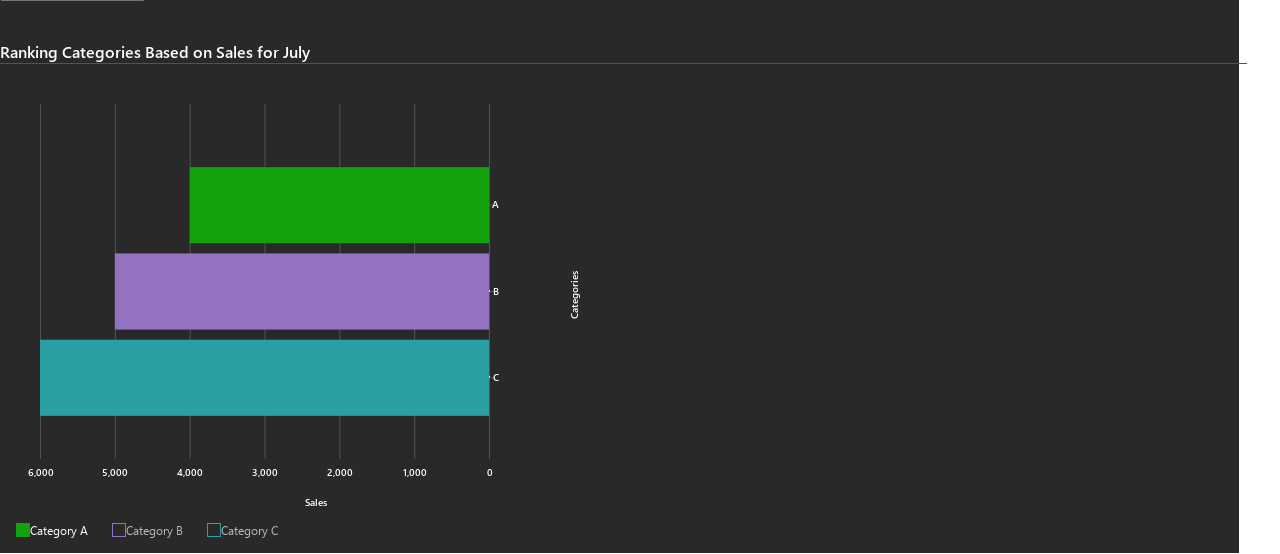 Ranking Categories Based on Sales for July
A
B
C
Categories
6,000 5,000 4,000 3,000 2,000 1,000 0
Sales
Category A Category B Category C